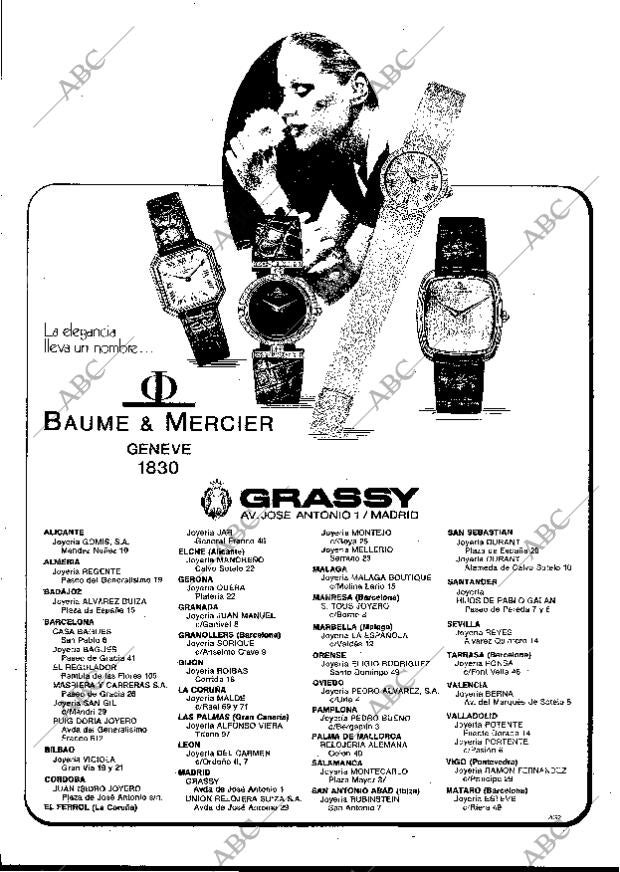 La elegancia
lleva un nombre...
BAUME & MERCIER
GENEVE
1830
GRASSY
AV. JOSE ANTONIO 1 / MADRID
ALICANTE
Joyería GOMIS, S.A.
Méndez Núñez 19
ALMERIA
Joyería REGENTE
Paseo del Generalísimo 19
BADAJOZ
Joyería ALVAREZ BUIZA
Plaza de España 15
BARCELONA
CASA BAGUES
San Pablo 6
Joyería BAGUES
Paseo de Gracia 41
EL REGULADOR
Rambla de las Flores 105
MASRIERA Y CARRERAS S.A.
Paseo de Gracia 26
Joyería SAN GIL
c/Mandri 29
PUIG DORIA JOYERO
Avda del Generalísimo
Franco 612
BILBAO
Joyería VICIOLA
Gran Vía 19 y 21
CORDOBA
JUAN ISIDRO JOYERO
Plaza de José Antonio s/n.
EL FERROL (La Coruña)
Joyería JAEL
General Franco 40
ELCHE (Alicante)
Joyería MANCHEÑO
Calvo Sotelo 22
GERONA
Joyería QUERA
Platería 22
GRANADA
Joyería JUAN MANUEL
c/Ganivet 8
GRANOLLERS (Barcelona)
Joyería SORIQUE
c/Anselmo Clavé 9
GIJON
Joyería ROIBAS
Corrida 16
LA CORUÑA
Joyería MALDE
c/Real 69 y 71
LAS PALMAS (Gran Canaria)
Joyería ALFONSO VIERA
Triana 97
LEON
Joyería DEL CARMEN
c/Ordoño II, 7
MADRID
GRASSY
Avda de José Antonio 1
UNION RELOJERA SUIZA S.A.
Avda de José Antonio 29
Joyería MONTEJO
c/Goya 25
Joyería MELLERIO
Serrano 23
MALAGA
Joyería MALAGA BOUTIQUE
c/Molina Lario 15
MANRESA (Barcelona)
S. TOUS JOYERO
c/Borne
MARBELLA (Málaga)
Joyería LA ESPAÑOLA
c/Valdés 12
ORENSE
Joyería ELIGIO RODRIGUEZ
Santo Domingo 49
OVIEDO
Joyería PEDRO ALVAREZ, S.A.
c/Uría 4
PAMPLONA
Joyería PEDRO BUENO
c/Bergamín 3
PALMA DE MALLORCA
RELOJERIA ALEMANA
Colón 40
SALAMANCA
Joyería MONTECARLO
Plaza Mayor 37
SAN ANTONIO ABAD (Ibiza)
Joyería RUBINSTEIN
San Antonio 7
SAN SEBASTIAN
Joyería DURANT
Plaza de España 26
Joyería DURANT
Alameda de Calvo Sotelo 10
SANTANDER
Joyería
HIJOS DE PABLO GALAN
Paseo de Pereda 7 y 8
SEVILLA
Joyería REYES
Alvarez Quintero 14
TARRASA (Barcelona)
Joyería PONSA
c/Font Vella 46
VALENCIA
Joyería BERNA
Av. del Marqués de Sotelo 5
VALLADOLID
Joyería POTENTE
Fuente Dorada 14
Joyería PORTENTE
c/Pasión 6
VIGO (Pontevedra)
Joyería RAMON FERNANDEZ
c/Príncipe 29
MATARO (Barcelona)
Joyería ESTEVE
c/Riera 49